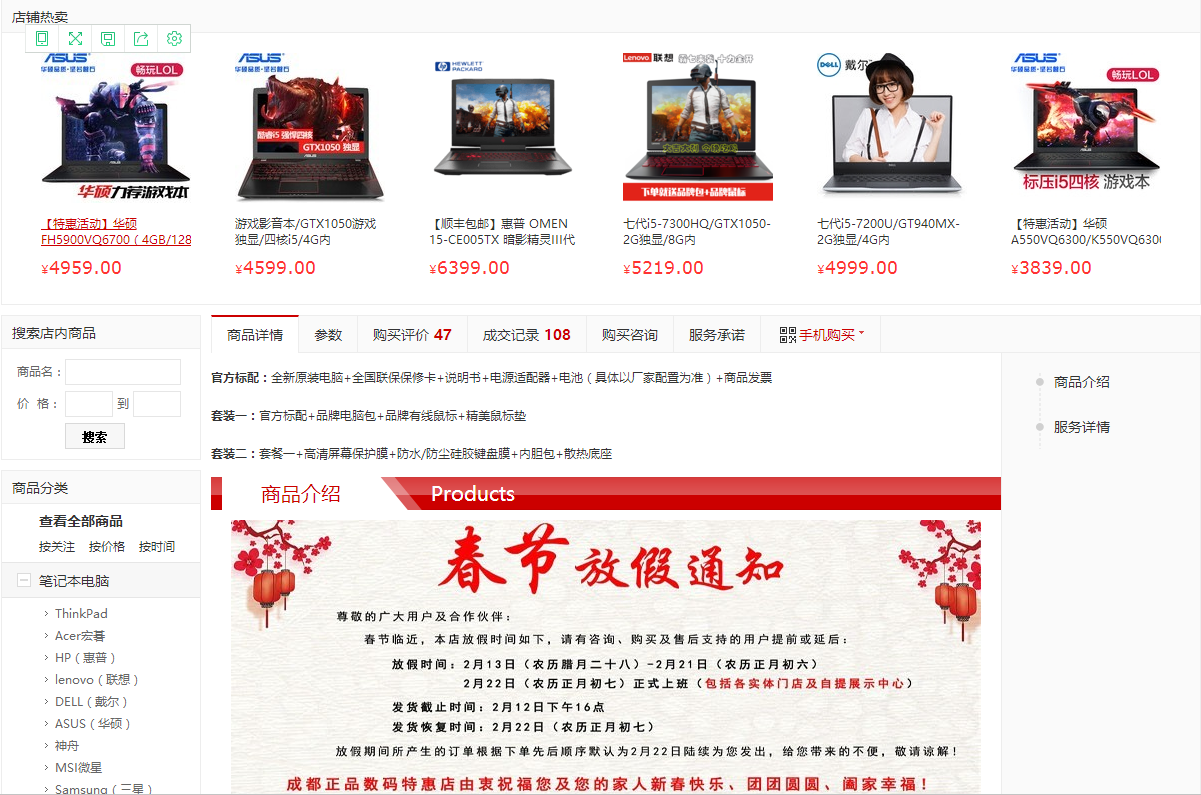 店铺热卖
ASUS
华硕品质·坚若磐石
畅玩LOL
华硕力荐游戏本
ASUS
华硕品质·坚若磐石
酷睿i5 强悍四核
GTX1050 独显
HEWLETT
PACKARD
Lenovo 联想
下单就送品牌包+品牌鼠标
DELL 戴尔
ASUS
华硕品质·坚若磐石
畅玩LOL
标压i5四核 游戏本
【特惠活动】华硕
FH5900VQ6700（4GB/128
¥4959.00
游戏影音本/GTX1050游戏
独显/四核i5/4G内
¥4599.00
【顺丰包邮】惠普 OMEN
15-CE005TX 暗影精灵III代
¥6399.00
七代i5-7300HQ/GTX1050-
2G独显/8G内
¥5219.00
七代i5-7200U/GT940MX-
2G独显/4G内
¥4999.00
【特惠活动】华硕
A550VQ6300/K550VQ6300
¥3839.00
搜索店内商品
商品名：
价 格： 到
搜索
商品分类
查看全部商品
按关注 按价格 按时间
笔记本电脑
ThinkPad
Acer宏碁
HP（惠普）
lenovo（联想）
DELL（戴尔）
ASUS（华硕）
神舟
MSI微星
Samsung（三星）
商品详情 参数 购买评价 47 成交记录 108 购买咨询 服务承诺 手机购买
官方标配：全新原装电脑+全国联保保修卡+说明书+电源适配器+电池（具体以厂家配置为准）+商品发票
套装一：官方标配+品牌电脑包+品牌有线鼠标+精美鼠标垫
套装二：套餐一+高清屏幕保护膜+防水/防尘硅胶键盘膜+内胆包+散热底座
商品介绍 Products
春节放假通知
尊敬的广大用户及合作伙伴：
春节临近，本店放假时间如下，请有咨询、购买及售后支持的用户提前或延后：
放假时间：2月13日（农历腊月二十八）-2月21日（农历正月初六）
2月22日（农历正月初七）正式上班（包括各实体门店及自提展示中心）
发货截止时间：2月12日下午16点
发货恢复时间：2月22日（农历正月初七）
放假期间所产生的订单根据下单先后顺序默认为2月22日陆续为您发出，给您带来的不便，敬请谅解！
成都正品数码特惠店由衷祝福您及您的家人新春快乐、团团圆圆、阖家幸福！
商品介绍
服务详情